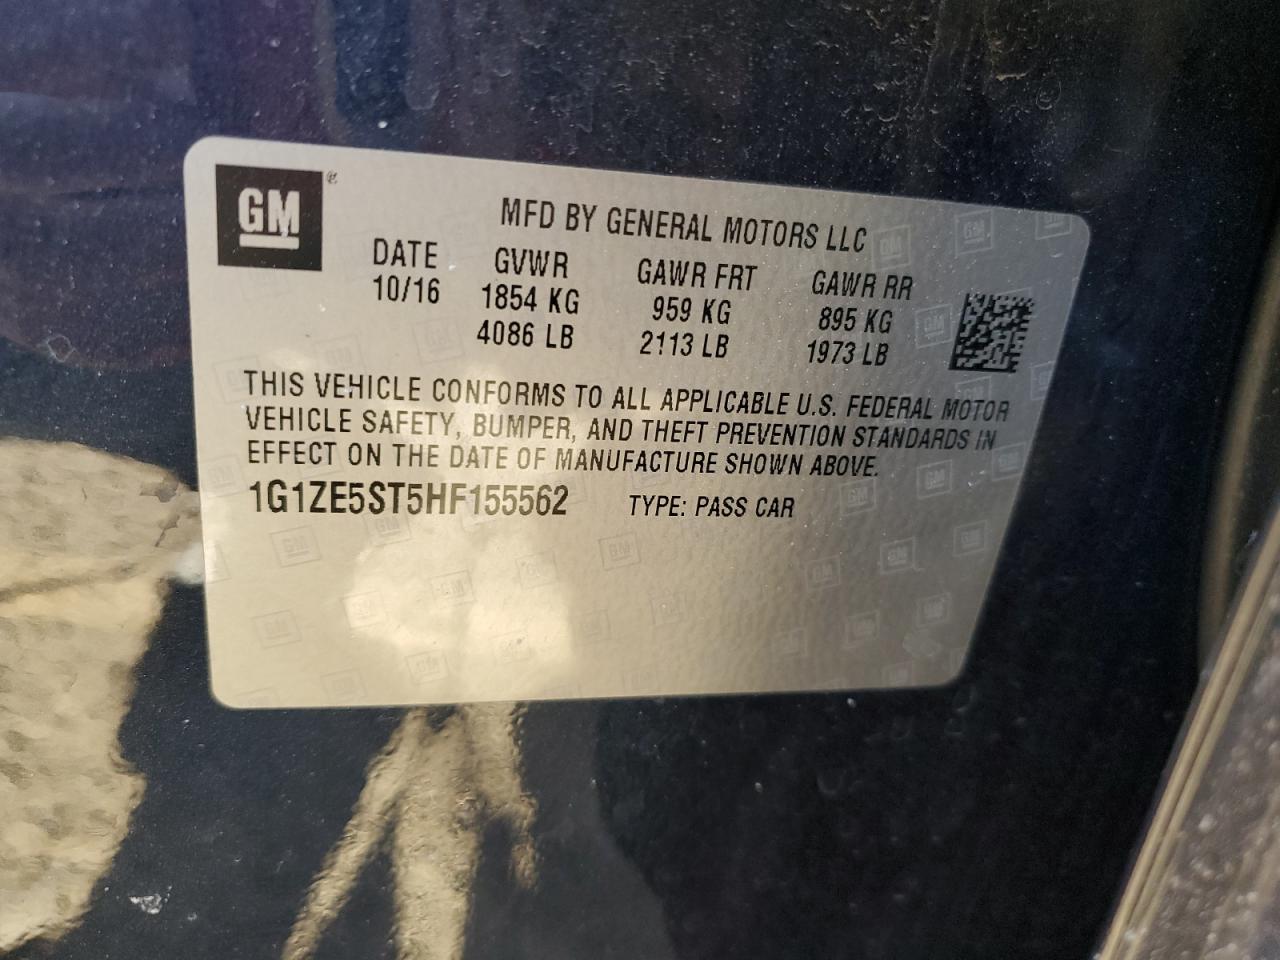 GM®
MFD BY GENERAL MOTORS LLC
DATE GVWR GAWR FRT GAWR RR
10/16 1854 KG 959 KG 895 KG
4086 LB 2113 LB 1973 LB
THIS VEHICLE CONFORMS TO ALL APPLICABLE U.S. FEDERAL MOTOR
VEHICLE SAFETY, BUMPER, AND THEFT PREVENTION STANDARDS IN
EFFECT ON THE DATE OF MANUFACTURE SHOWN ABOVE.
1G1ZE5ST5HF155562 TYPE: PASS CAR